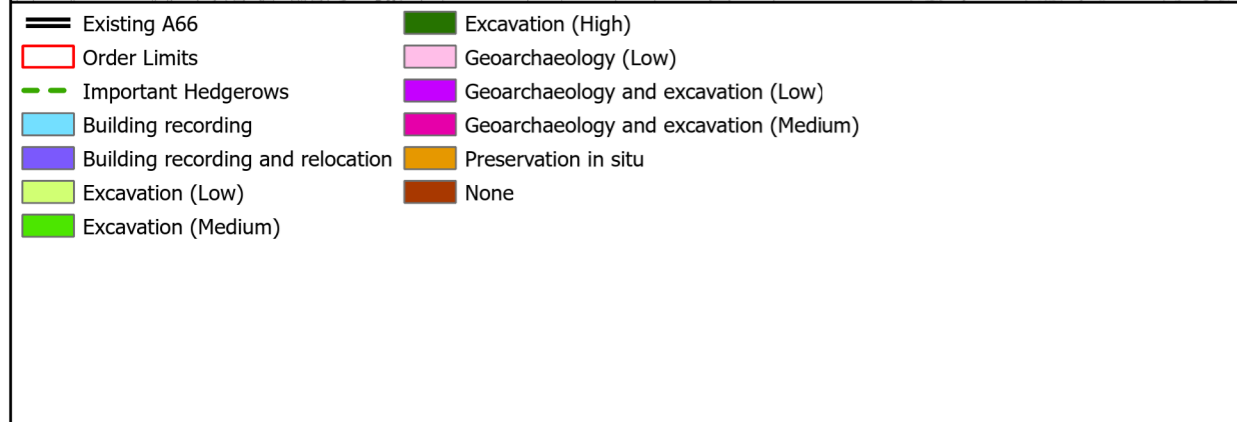 Existing A66
Order Limits
Important Hedgerows
Building recording
Building recording and relocation
Excavation (Low)
Excavation (Medium)
Excavation (High)
Geoarchaeology (Low)
Geoarchaeology and excavation (Low)
Geoarchaeology and excavation (Medium)
Preservation in situ
None